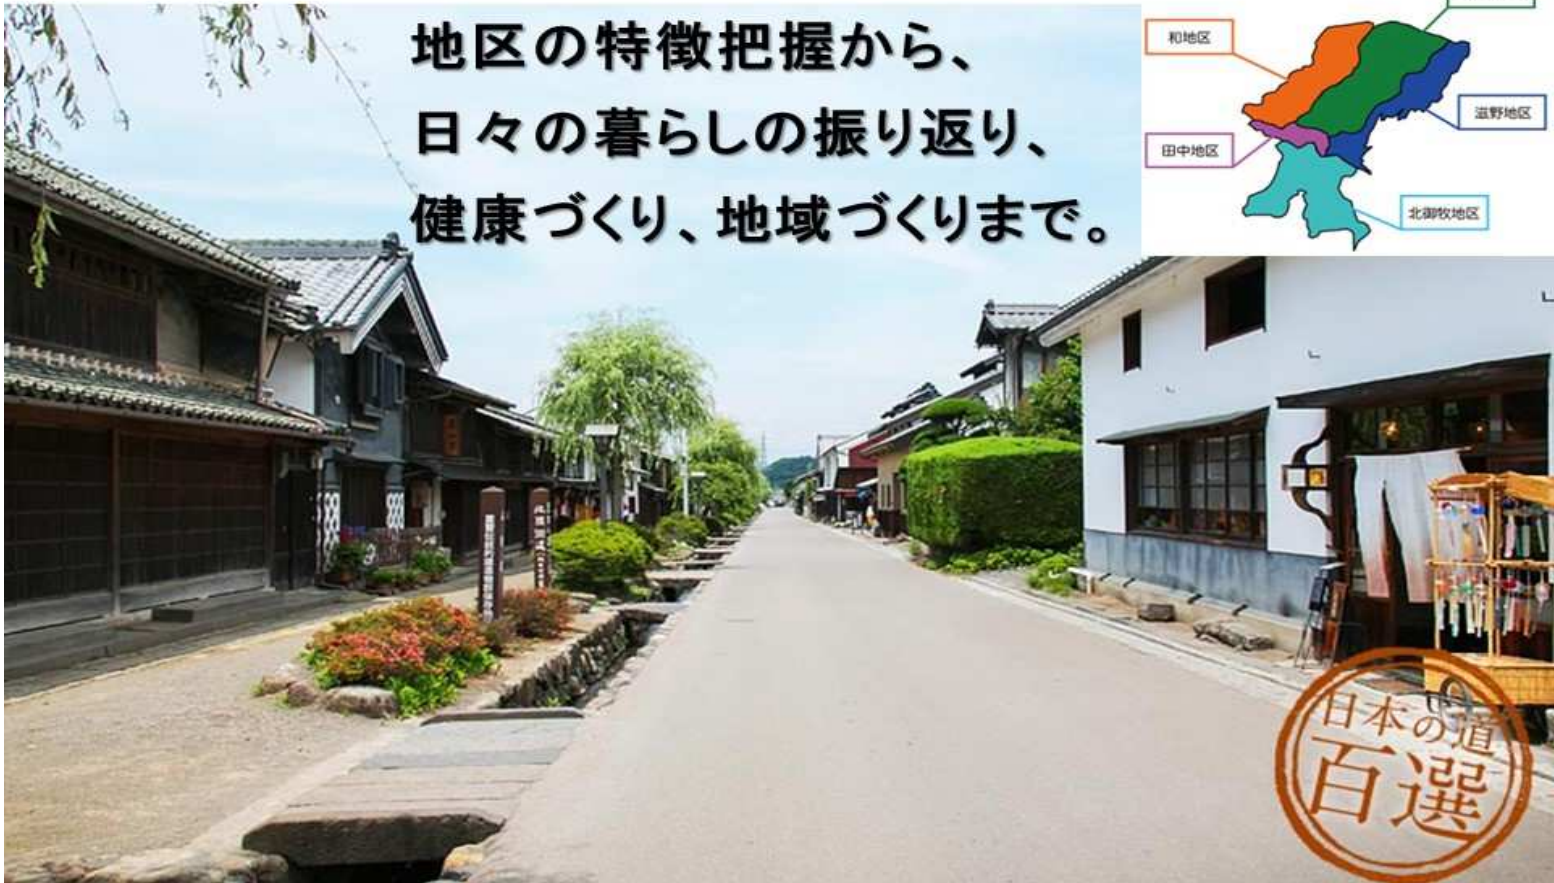 地区の特徴把握から、
日々の暮らしの振り返り、
健康づくり、地域づくりまで。
和地区
滋野地区
田中地区
北御牧地区
日本の道
百選